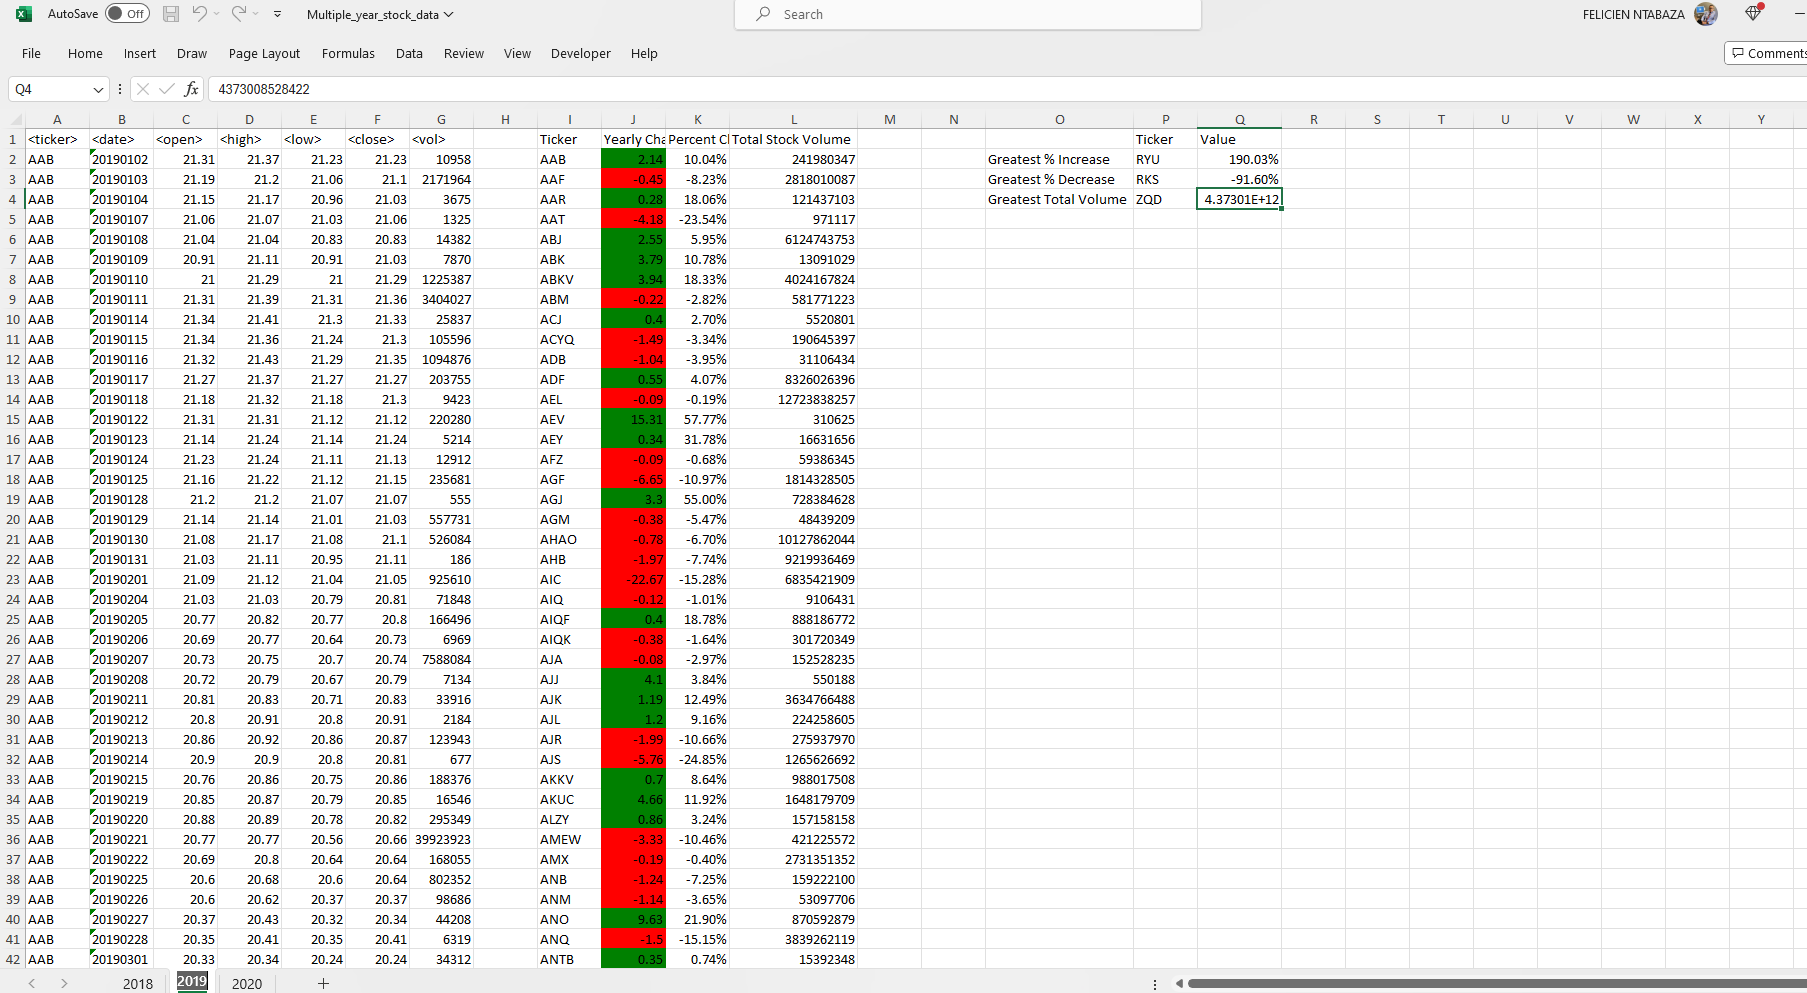 AutoSave Off Multiple_year_stock_data Search FELICIEN NTABAZA
File Home Insert Draw Page Layout Formulas Data Review View Developer Help Comments
Q4 fx 4373008528422
A B C D E F G H I J K L M N O P Q R S T U V W X Y
1 <ticker> <date> <open> <high> <low> <close> <vol> Ticker Yearly Cha Percent Cl Total Stock Volume Ticker Value
2 AAB 20190102 21.31 21.37 21.23 21.23 10958 AAB 2.14 10.04% 241980347 Greatest % Increase RYU 190.03%
3 AAB 20190103 21.19 21.2 21.06 21.1 2171964 AAF -0.45 -8.23% 2818010087 Greatest % Decrease RKS -91.60%
4 AAB 20190104 21.15 21.17 20.96 21.03 3675 AAR 0.28 18.06% 121437103 Greatest Total Volume ZQD 4.37301E+12
5 AAB 20190107 21.06 21.07 21.03 21.06 1325 AAT -4.18 -23.54% 971117
6 AAB 20190108 21.04 21.04 20.83 20.83 14382 ABJ 2.55 5.95% 6124743753
7 AAB 20190109 20.91 21.11 20.91 21.03 7870 ABK 3.79 10.78% 13091029
8 AAB 20190110 21 21.29 21 21.29 1225387 ABKV 3.94 18.33% 4024167824
9 AAB 20190111 21.31 21.39 21.31 21.36 3404027 ABM -0.22 -2.82% 581771223
10 AAB 20190114 21.34 21.41 21.3 21.33 25837 ACJ 0.4 2.70% 5520801
11 AAB 20190115 21.34 21.36 21.24 21.3 105596 ACYQ -1.49 -3.34% 190645397
12 AAB 20190116 21.32 21.43 21.29 21.35 1094876 ADB -1.04 -3.95% 31106434
13 AAB 20190117 21.27 21.37 21.27 21.27 203755 ADF 0.55 4.07% 8326026396
14 AAB 20190118 21.18 21.32 21.18 21.3 9423 AEL -0.09 -0.19% 12723838257
15 AAB 20190122 21.31 21.31 21.12 21.12 220280 AEV 15.31 57.77% 310625
16 AAB 20190123 21.14 21.24 21.14 21.24 5214 AEY 0.34 31.78% 16631656
17 AAB 20190124 21.23 21.24 21.11 21.13 12912 AFZ -0.09 -0.68% 59386345
18 AAB 20190125 21.16 21.22 21.12 21.15 235681 AGF -6.65 -10.97% 1814328505
19 AAB 20190128 21.2 21.2 21.07 21.07 555 AGJ 3.3 55.00% 728384628
20 AAB 20190129 21.14 21.14 21.01 21.03 557731 AGM -0.38 -5.47% 48439209
21 AAB 20190130 21.08 21.17 21.08 21.1 526084 AHAO -0.78 -6.70% 10127862044
22 AAB 20190131 21.03 21.11 20.95 21.11 186 AHB -1.97 -7.74% 9219936469
23 AAB 20190201 21.09 21.12 21.04 21.05 925610 AIC -22.67 -15.28% 6835421909
24 AAB 20190204 21.03 21.03 20.79 20.81 71848 AIQ -0.12 -1.01% 9106431
25 AAB 20190205 20.77 20.82 20.77 20.8 166496 AIQF 0.4 18.78% 888186772
26 AAB 20190206 20.69 20.77 20.64 20.73 6969 AIQK -0.38 -1.64% 301720349
27 AAB 20190207 20.73 20.75 20.7 20.74 7588084 AJA -0.08 -2.97% 152528235
28 AAB 20190208 20.72 20.79 20.67 20.79 7134 AJJ 4.1 3.84% 550188
29 AAB 20190211 20.81 20.83 20.71 20.83 33916 AJK 1.19 12.49% 3634766488
30 AAB 20190212 20.8 20.91 20.8 20.91 2184 AJL 1.2 9.16% 224258605
31 AAB 20190213 20.86 20.92 20.86 20.87 123943 AJR -1.99 -10.66% 275937970
32 AAB 20190214 20.9 20.9 20.8 20.81 677 AJS -5.76 -24.85% 1265626692
33 AAB 20190215 20.76 20.86 20.75 20.86 188376 AKKV 0.7 8.64% 988017508
34 AAB 20190219 20.85 20.87 20.79 20.85 16546 AKUC 4.66 11.92% 1648179709
35 AAB 20190220 20.88 20.89 20.78 20.82 295349 ALZY 0.86 3.24% 157158158
36 AAB 20190221 20.77 20.77 20.56 20.66 39923923 AMEW -3.33 -10.46% 421225572
37 AAB 20190222 20.69 20.8 20.64 20.64 168055 AMX -0.19 -0.40% 2731351352
38 AAB 20190225 20.6 20.68 20.6 20.64 802352 ANB -1.24 -7.25% 159222100
39 AAB 20190226 20.6 20.62 20.37 20.37 98686 ANM -1.14 -3.65% 53097706
40 AAB 20190227 20.37 20.43 20.32 20.34 44208 ANO 9.63 21.90% 870592879
41 AAB 20190228 20.35 20.41 20.35 20.41 6319 ANQ -1.5 -15.15% 3839262119
42 AAB 20190301 20.33 20.34 20.24 20.24 34312 ANTB 0.35 0.74% 15392348
2018 2019 2020